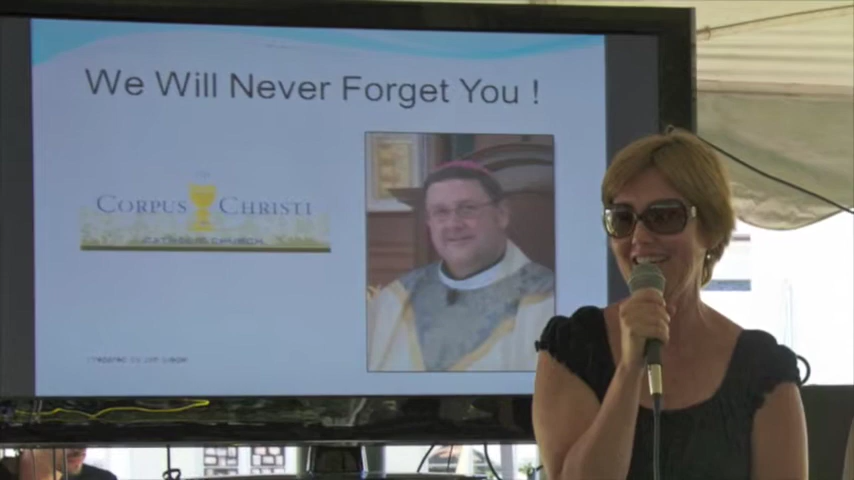 We Will Never Forget You !
CORPUS CHRISTI
CATHOLIC CHURCH